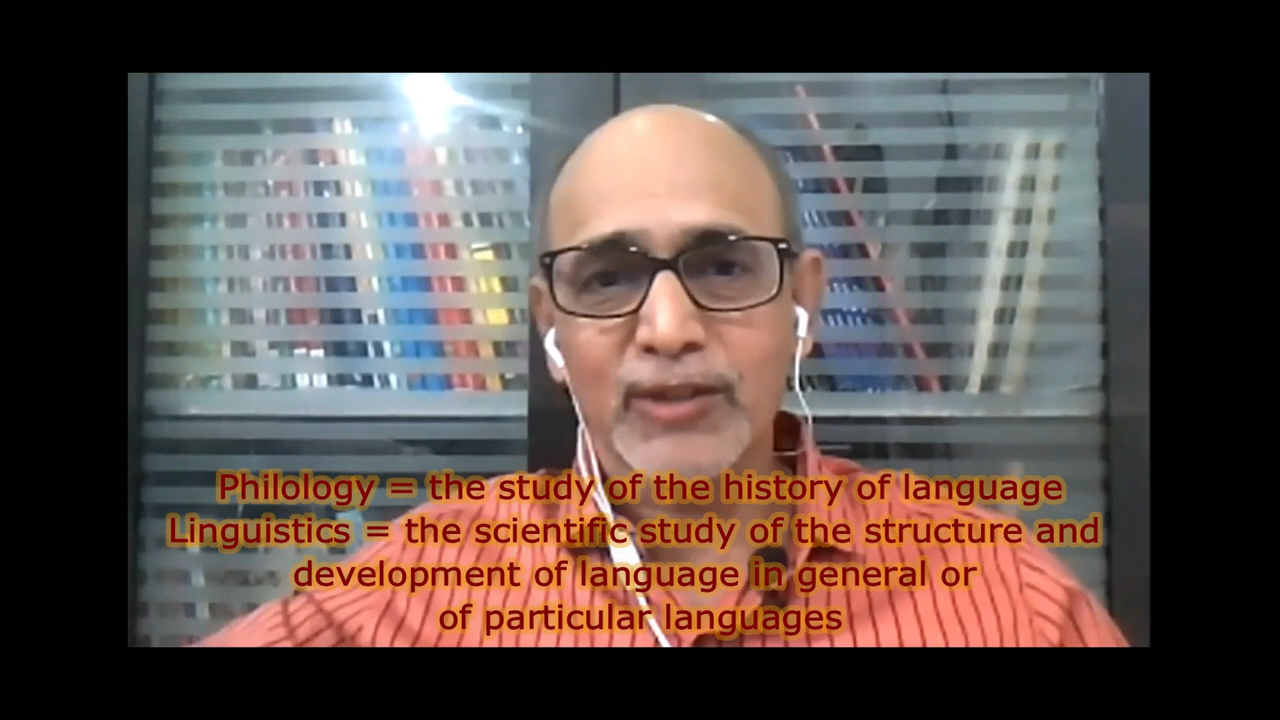 Philology = the study of the history of language
Linguistics = the scientific study of the structure and
development of language in general or
of particular languages